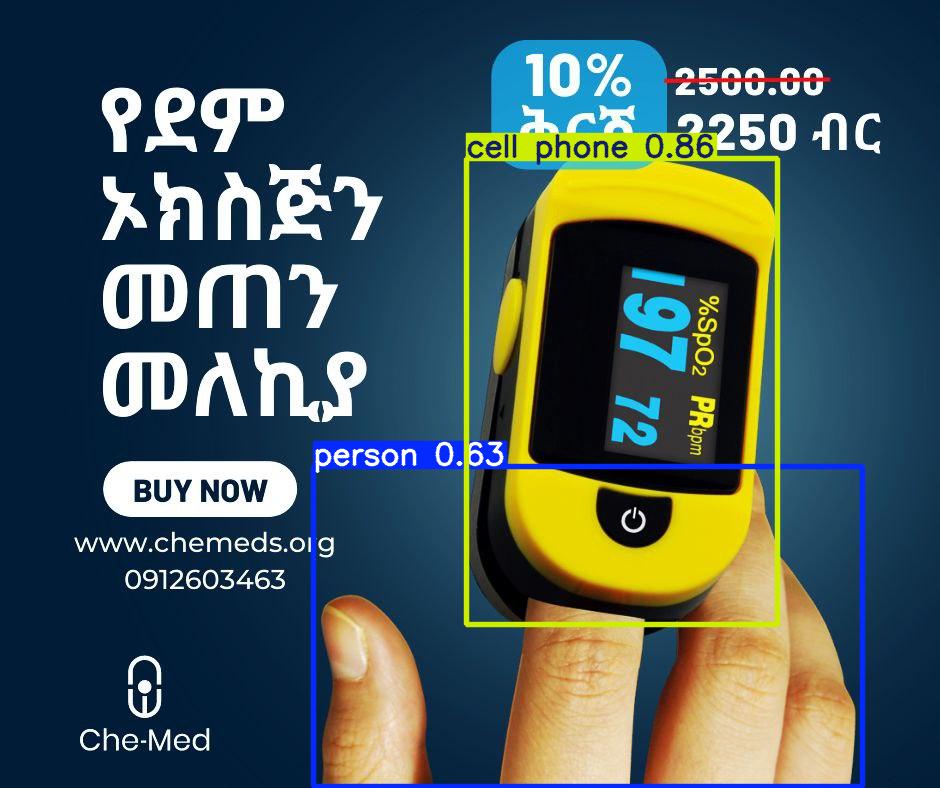 የደም
ኦክስጅን
መጠን
መለኪያ
10%
ቅናሽ
2500.00
2250 ብር
cell phone 0.86
%SpO2
97
PRbpm
72
person 0.63
BUY NOW
www.chemeds.org
0912603463
Che-Med